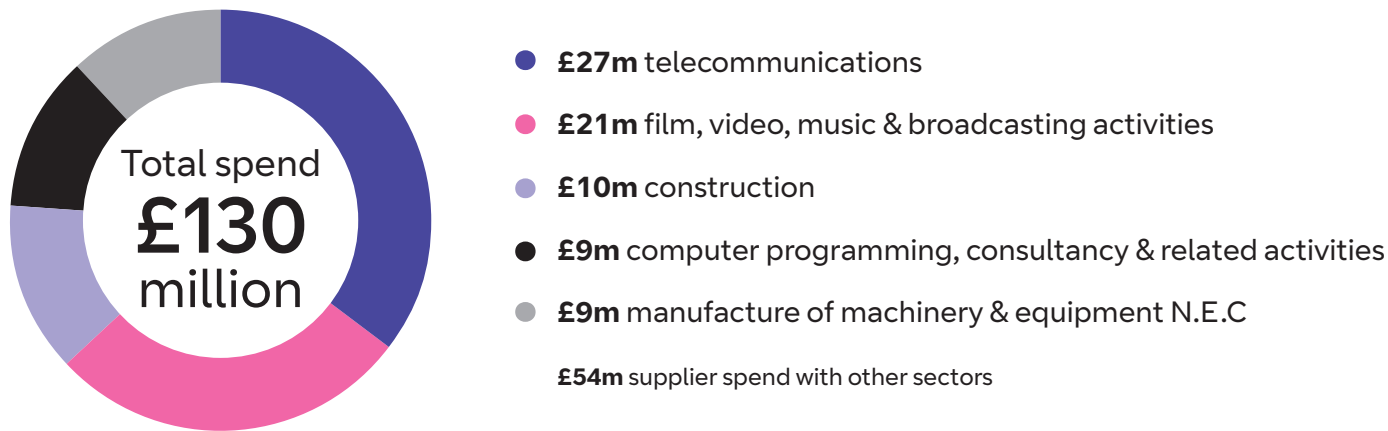 Total spend
£130
million
£27m telecommunications
£21m film, video, music & broadcasting activities
£10m construction
£9m computer programming, consultancy & related activities
£9m manufacture of machinery & equipment N.E.C
£54m supplier spend with other sectors